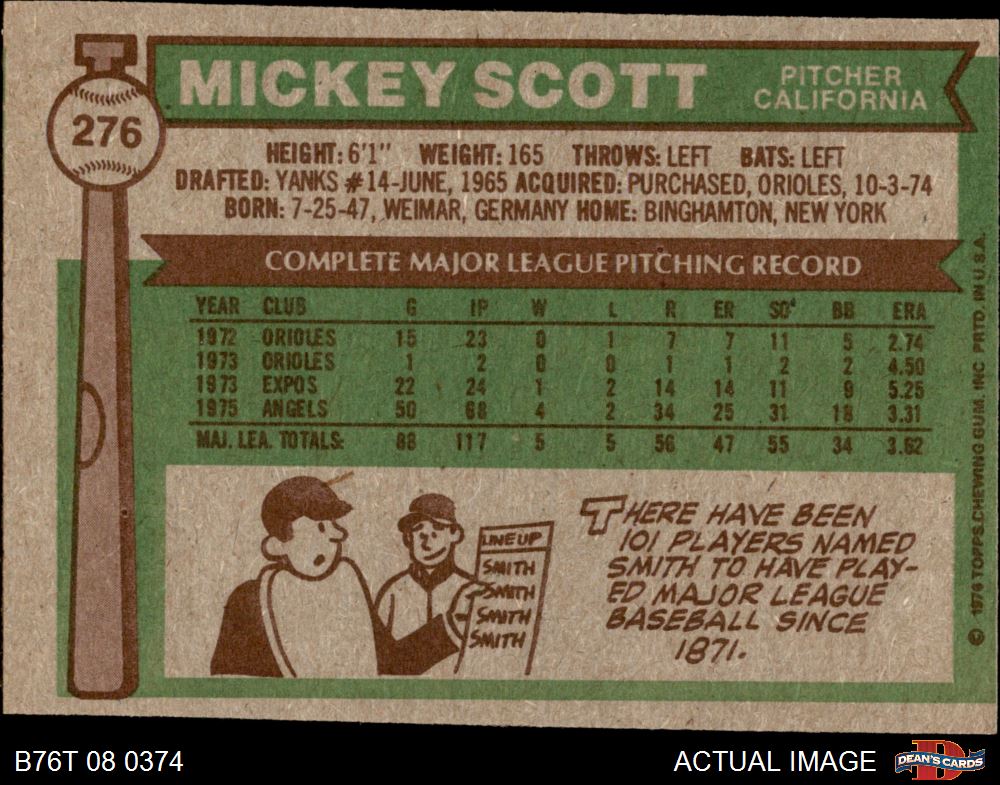 276
MICKEY SCOTT
PITCHER
CALIFORNIA
HEIGHT: 6'1" WEIGHT: 165 THROWS: LEFT BATS: LEFT
DRAFTED: YANKS #14-JUNE, 1965 ACQUIRED: PURCHASED, ORIOLES, 10-3-74
BORN: 7-25-47, WEIMAR, GERMANY HOME: BINGHAMTON, NEW YORK
COMPLETE MAJOR LEAGUE PITCHING RECORD
YEAR CLUB G IP W L R ER SO BB ERA
1972 ORIOLES 15 23 0 1 7 7 11 5 2.74
1973 ORIOLES 1 2 0 0 1 1 2 2 4.50
1973 EXPOS 22 24 1 2 14 14 11 9 5.25
1975 ANGELS 50 68 4 2 34 25 31 18 3.31
MAJ. LEA. TOTALS: 88 117 5 5 56 47 55 34 3.62
LINEUP
SMITH
SMITH
SMITH
SMITH
THERE HAVE BEEN
101 PLAYERS NAMED
SMITH TO HAVE PLAY-
ED MAJOR LEAGUE
BASEBALL SINCE
1871.
© 1976 TOPPS CHEWING GUM, INC. PRTD. IN U.S.A.
B76T 08 0374
ACTUAL IMAGE
D
DEAN'S CARDS